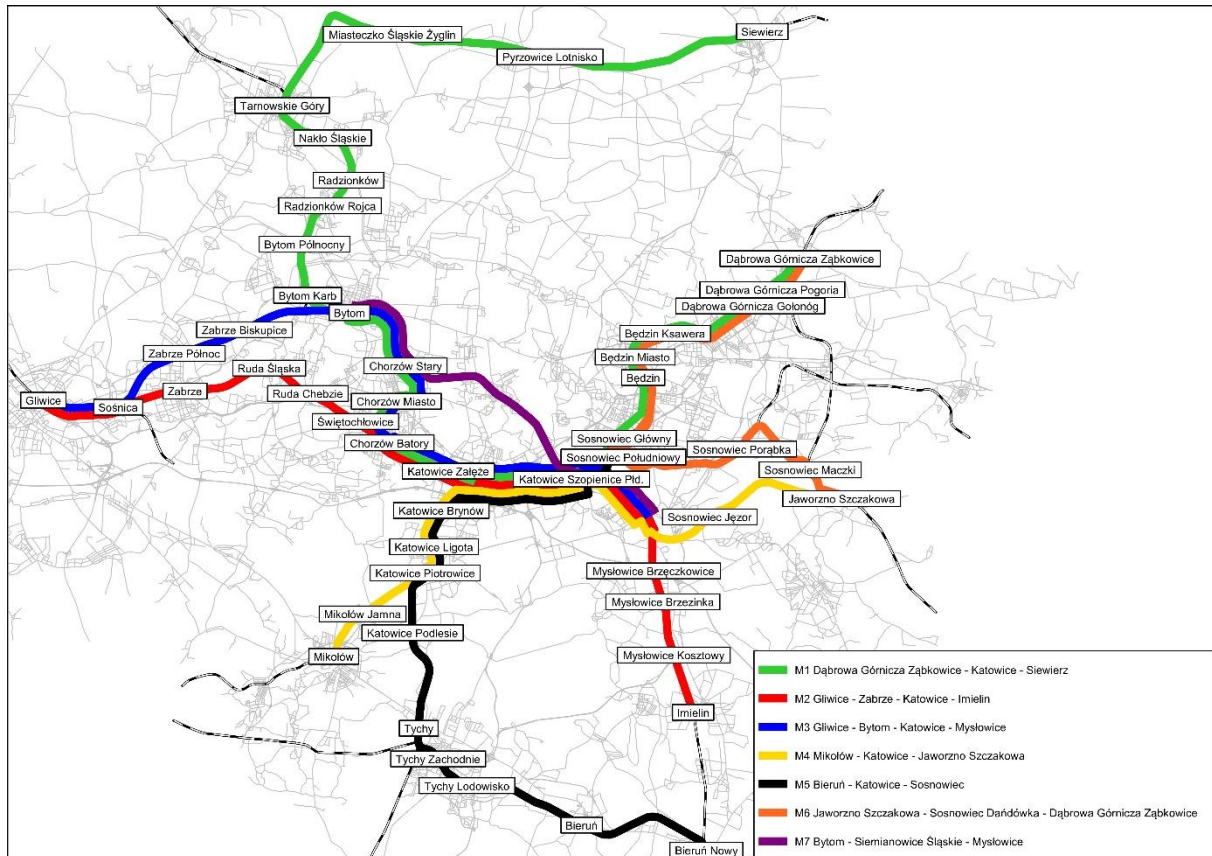 Miasteczko Śląskie Żyglin
Siewierz
Pyrzowice Lotnisko
Tarnowskie Góry
Nakło Śląskie
Radzionków
Radzionków Rojca
Bytom Północny
Dąbrowa Górnicza Ząbkowice
Dąbrowa Górnicza Pogoria
Bytom Karb
Dąbrowa Górnicza Gołonóg
Bytom
Zabrze Biskupice
Będzin Ksawera
Zabrze Północ
Będzin Miasto
Ruda Śląska
Chorzów Stary
Będzin
Zabrze
Ruda Chebzie
Gliwice
Chorzów Miasto
Sośnica
Świętochłowice
Sosnowiec Główny
Chorzów Batory
Sosnowiec Porąbka
Sosnowiec Południowy
Katowice Załęże
Sosnowiec Maczki
Katowice Szopienice Płd.
Jaworzno Szczakowa
Katowice Brynów
Sosnowiec Jęzor
Katowice Ligota
Mysłowice Brzęczkowice
Katowice Piotrowice
Mysłowice Brzezinka
Mikołów Jamna
Katowice Podlesie
Mikołów
Mysłowice Kosztowy
Imielin
Tychy
Tychy Zachodnie
Tychy Lodowisko
Bieruń
Bieruń Nowy
M1 Dąbrowa Górnicza Ząbkowice - Katowice - Siewierz
M2 Gliwice - Zabrze - Katowice - Imielin
M3 Gliwice - Bytom - Katowice - Mysłowice
M4 Mikołów - Katowice - Jaworzno Szczakowa
M5 Bieruń - Katowice - Sosnowiec
M6 Jaworzno Szczakowa - Sosnowiec Dańdówka - Dąbrowa Górnicza Ząbkowice
M7 Bytom - Siemianowice Śląskie - Mysłowice